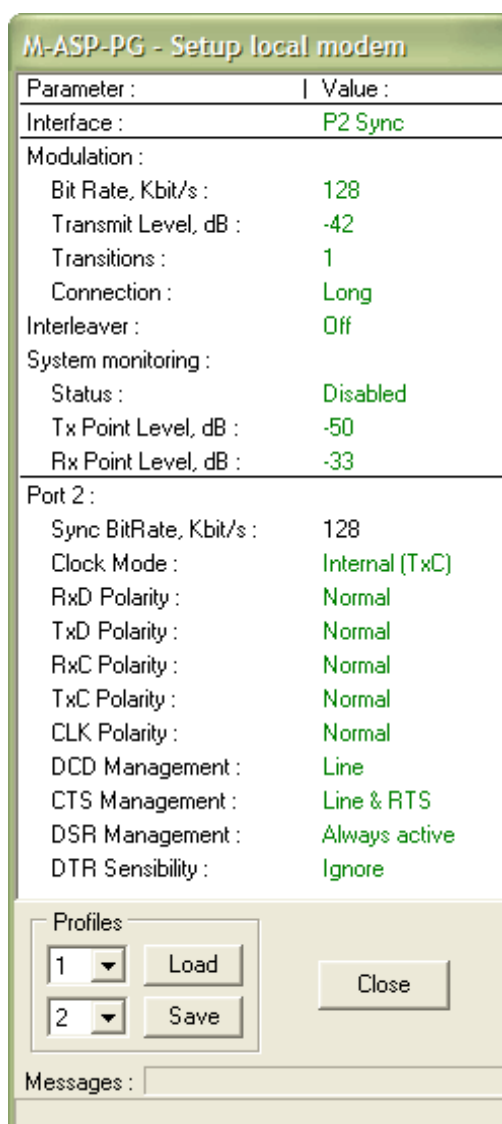 M-ASP-PG - Setup local modem
Parameter : | Value :
Interface : P2 Sync
Modulation :
Bit Rate, Kbit/s : 128
Transmit Level, dB : -42
Transitions : 1
Connection : Long
Interleaver : Off
System monitoring :
Status : Disabled
Tx Point Level, dB : -50
Rx Point Level, dB : -33
Port 2 :
Sync BitRate, Kbit/s : 128
Clock Mode : Internal (TxC)
RxD Polarity : Normal
TxD Polarity : Normal
RxC Polarity : Normal
TxC Polarity : Normal
CLK Polarity : Normal
DCD Management : Line
CTS Management : Line & RTS
DSR Management : Always active
DTR Sensibility : Ignore
Profiles
1 Load
Close
2 Save
Messages :